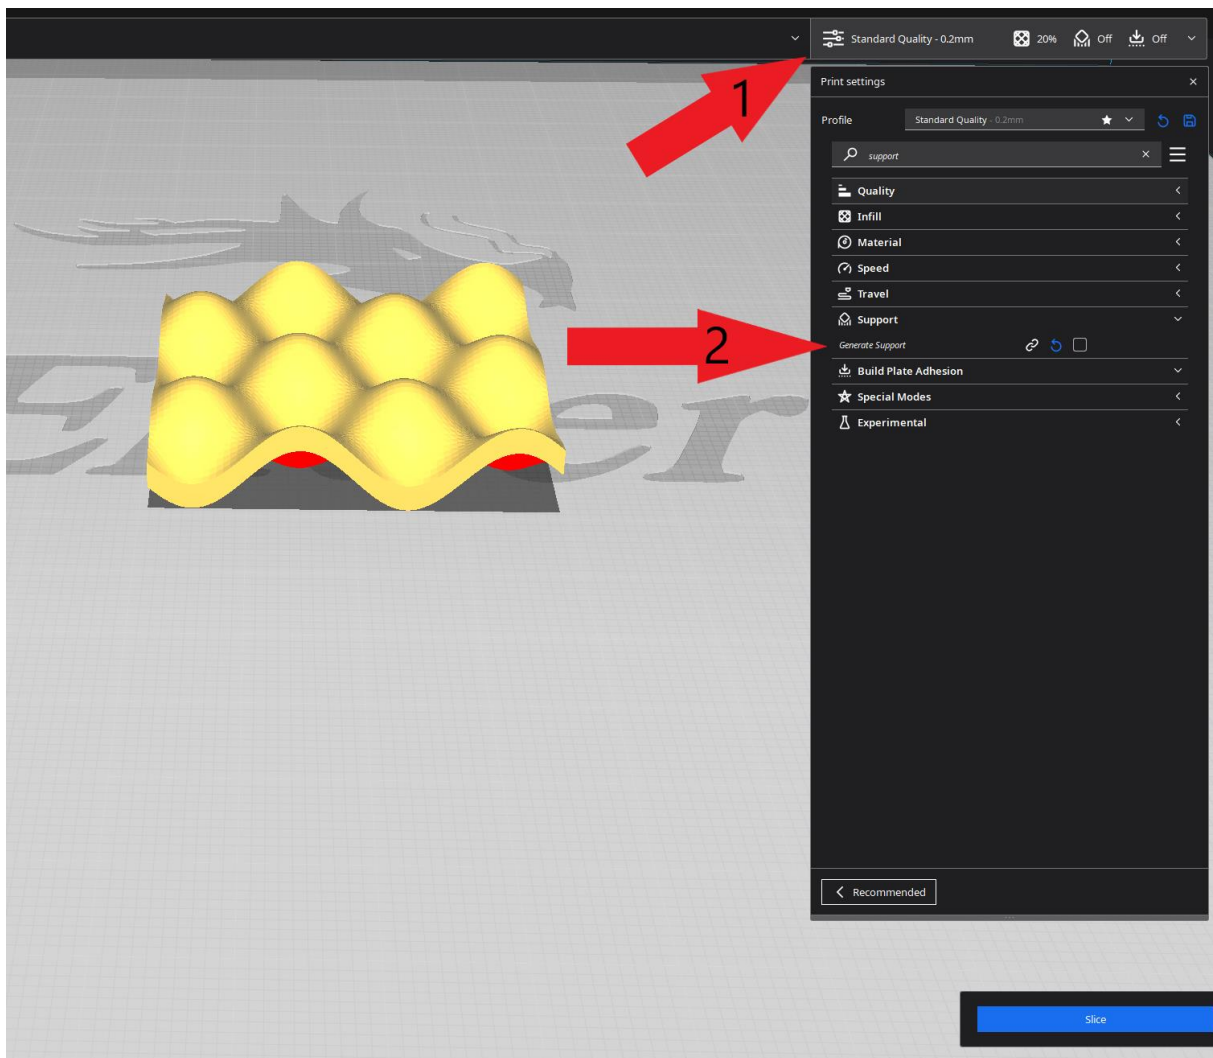 Standard Quality - 0.2mm 20% Off Off
1
Print settings
Profile Standard Quality - 0.2mm
support
Quality
Infill
Material
Speed
Travel
Support
2
Generate Support
Build Plate Adhesion
Special Modes
Experimental
Ender
Recommended
Slice